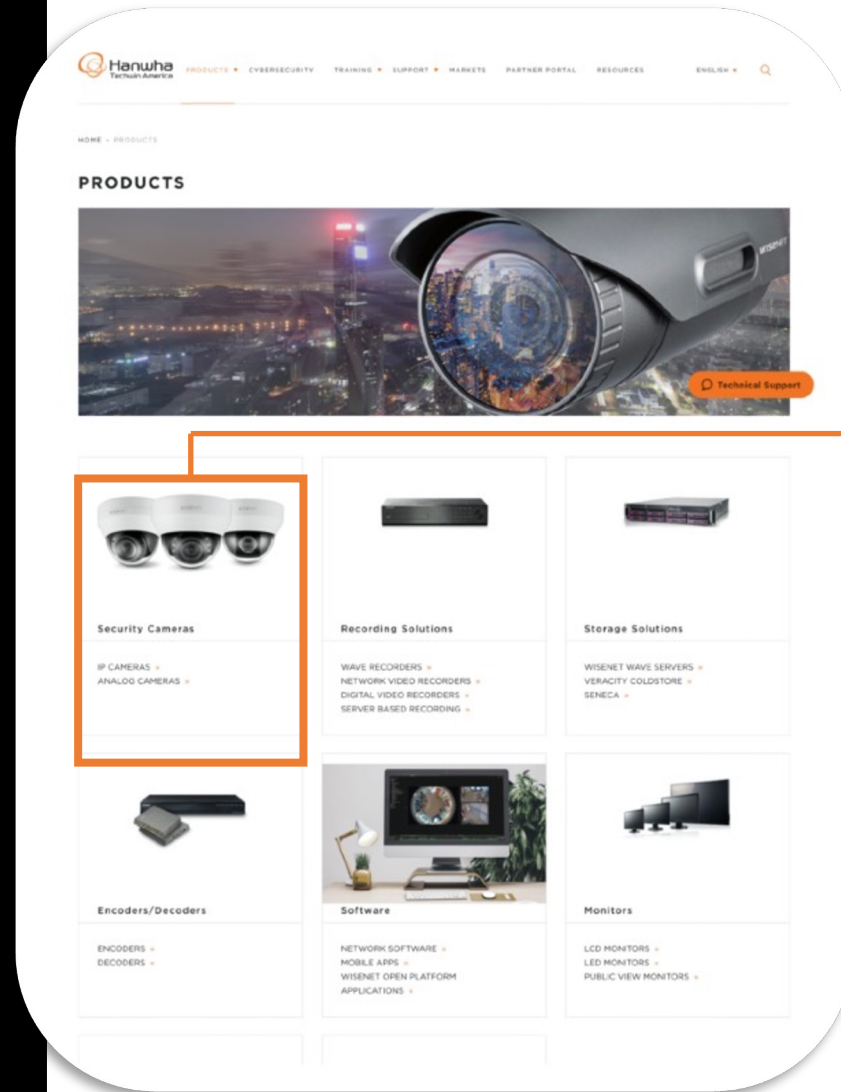 Hanwha
Techwin America
PRODUCTS CYBERSECURITY TRAINING SUPPORT MARKETS PARTNER PORTAL RESOURCES ENGLISH
HOME - PRODUCTS
PRODUCTS
WISENET
Technical Support
Security Cameras
IP CAMERAS »
ANALOG CAMERAS »
Recording Solutions
WAVE RECORDERS »
NETWORK VIDEO RECORDERS »
DIGITAL VIDEO RECORDERS »
SERVER BASED RECORDING »
Storage Solutions
WISENET WAVE SERVERS »
VERACITY COLDSTORE »
SENECA »
Encoders/Decoders
ENCODERS »
DECODERS »
Software
NETWORK SOFTWARE »
MOBILE APPS »
WISENET OPEN PLATFORM
APPLICATIONS »
Monitors
LCD MONITORS »
LED MONITORS »
PUBLIC VIEW MONITORS »